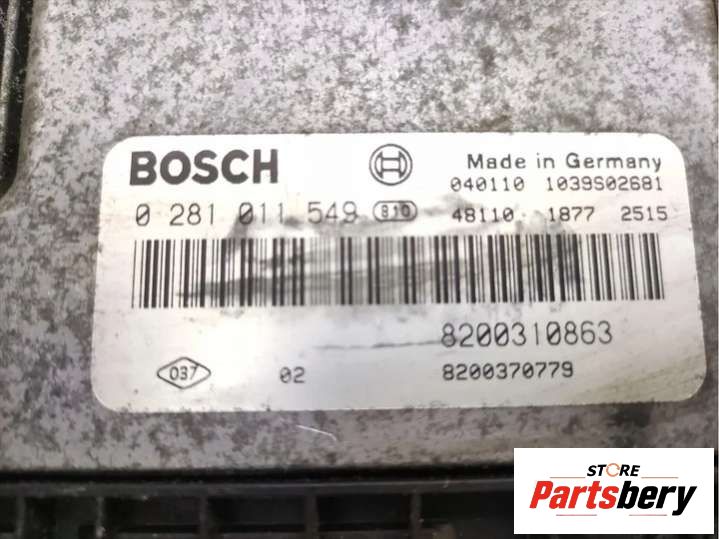 BOSCH
Made in Germany
040110 1039S02681
0 281 011 549 810 48110 1877 2515
8200310863
037 02 8200370779
STORE
Partsbery